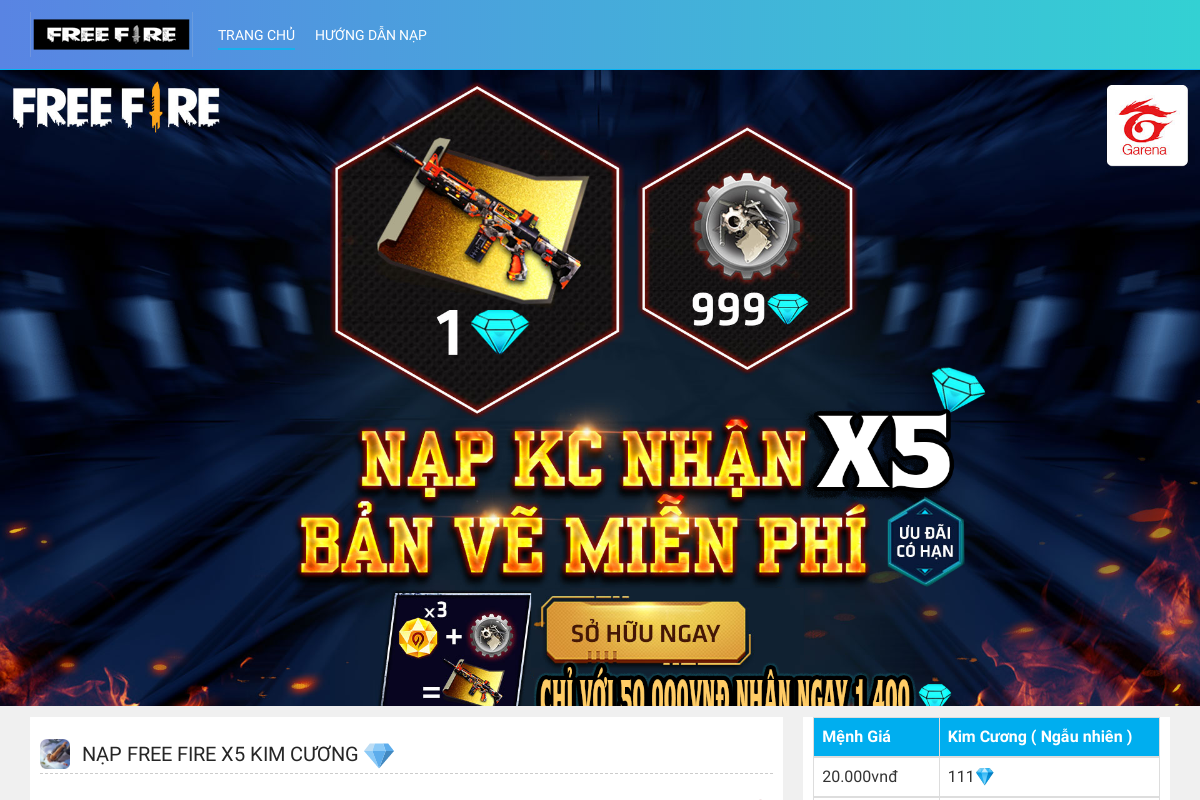 FREE FIRE
TRANG CHỦ
HƯỚNG DẪN NẠP
FREE FIRE
Garena
1
999
NẠP KC NHẬN X5
BẢN VẼ MIỄN PHÍ
ƯU ĐÃI
CÓ HẠN
x3
+
=
SỞ HỮU NGAY
CHỈ VỚI 50.000VNĐ NHẬN NGAY 1.400
NẠP FREE FIRE X5 KIM CƯƠNG
Mệnh Giá
Kim Cương ( Ngẫu nhiên )
20.000vnđ
111